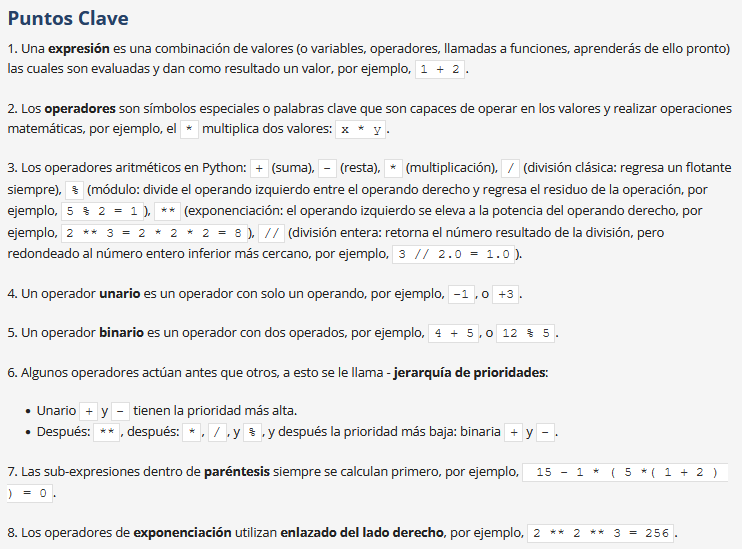 Puntos Clave
1. Una expresión es una combinación de valores (o variables, operadores, llamadas a funciones, aprenderás de ello pronto)
las cuales son evaluadas y dan como resultado un valor, por ejemplo, 1 + 2.
2. Los operadores son símbolos especiales o palabras clave que son capaces de operar en los valores y realizar operaciones
matemáticas, por ejemplo, el * multiplica dos valores: x * y.
3. Los operadores aritméticos en Python: + (suma), - (resta), * (multiplicación), / (división clásica: regresa un flotante
siempre), % (módulo: divide el operando izquierdo entre el operando derecho y regresa el residuo de la operación, por
ejemplo, 5 % 2 = 1), ** (exponenciación: el operando izquierdo se eleva a la potencia del operando derecho, por
ejemplo, 2 ** 3 = 2 * 2 * 2 = 8), // (división entera: retorna el número resultado de la división, pero
redondeado al número entero inferior más cercano, por ejemplo, 3 // 2.0 = 1.0).
4. Un operador unario es un operador con solo un operando, por ejemplo, -1, o +3.
5. Un operador binario es un operador con dos operados, por ejemplo, 4 + 5, o 12 % 5.
6. Algunos operadores actúan antes que otros, a esto se le llama - jerarquía de prioridades:
• Unario + y - tienen la prioridad más alta.
• Después: **, después: *, /, y %, y después la prioridad más baja: binaria + y -.
7. Las sub-expresiones dentro de paréntesis siempre se calculan primero, por ejemplo, 15 - 1 * ( 5 *( 1 + 2 )
) = 0.
8. Los operadores de exponenciación utilizan enlazado del lado derecho, por ejemplo, 2 ** 2 ** 3 = 256.